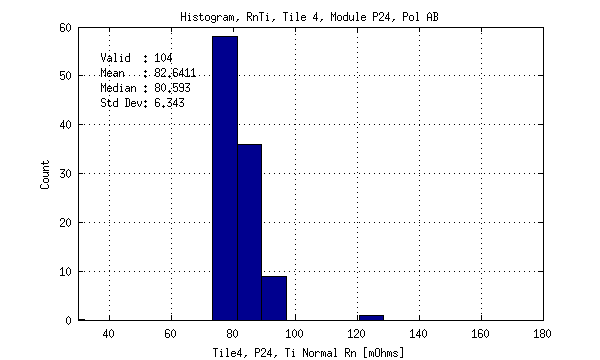 Histogram, RnTi, Tile 4, Module P24, Pol AB
60
50
40
30
20
10
0
Count
Valid : 104
Mean : 82.6411
Median : 80.593
Std Dev: 6.343
40 60 80 100 120 140 160 180
Tile4, P24, Ti Normal Rn [mOhms]